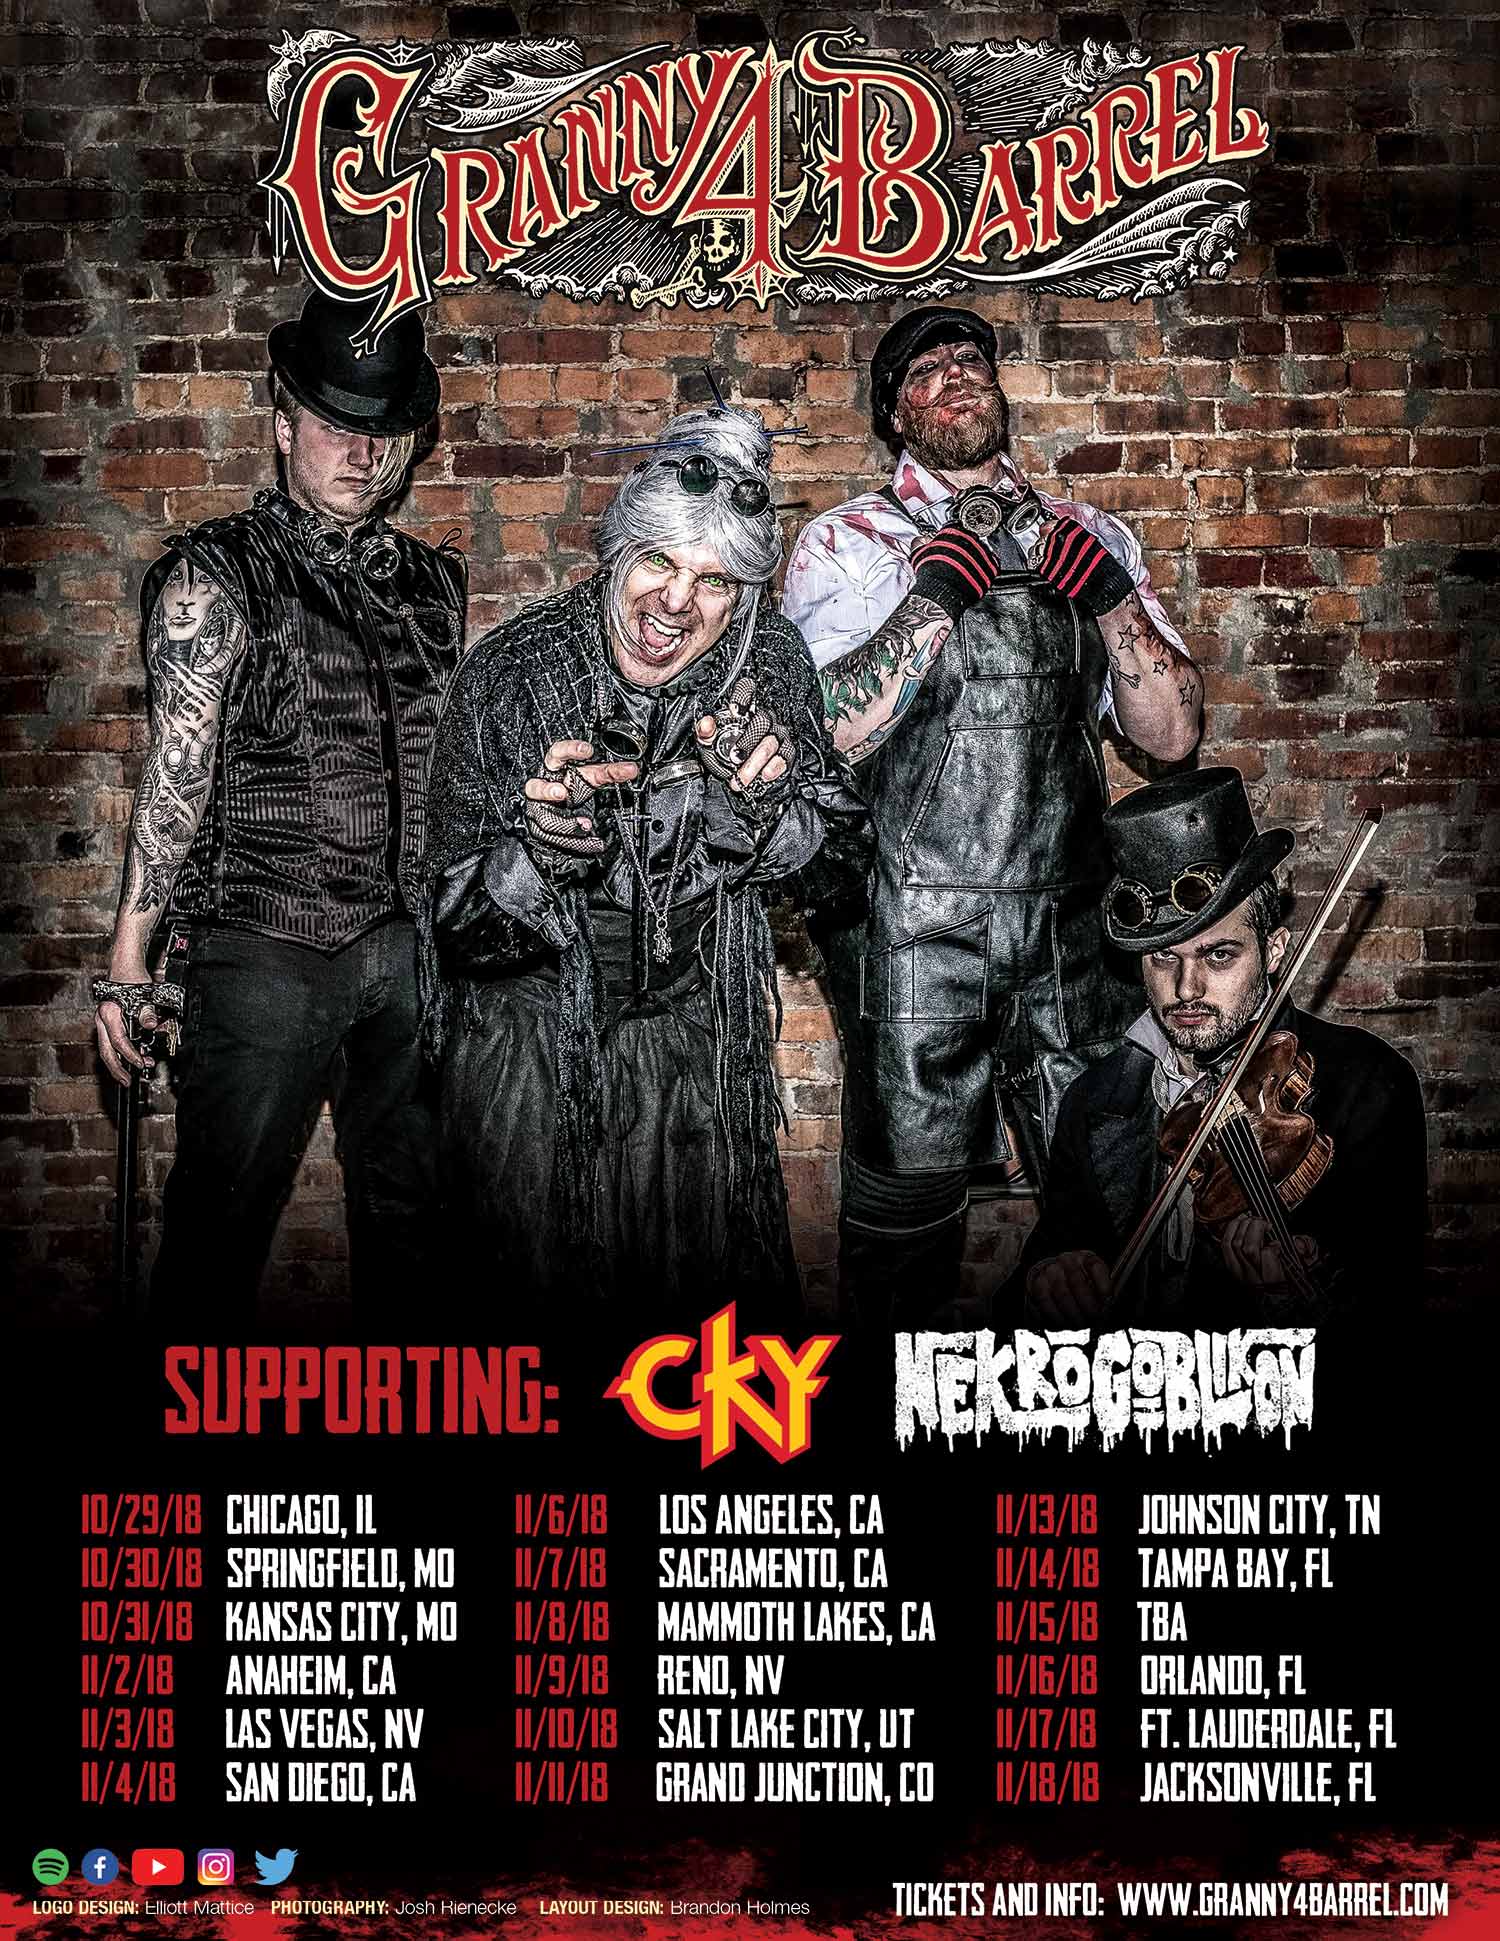 GRANNY 4 BARREL
SUPPORTING: CKY NEKROGOBLIKON
10/29/18 CHICAGO, IL
10/30/18 SPRINGFIELD, MO
10/31/18 KANSAS CITY, MO
11/2/18 ANAHEIM, CA
11/3/18 LAS VEGAS, NV
11/4/18 SAN DIEGO, CA
11/6/18 LOS ANGELES, CA
11/7/18 SACRAMENTO, CA
11/8/18 MAMMOTH LAKES, CA
11/9/18 RENO, NV
11/10/18 SALT LAKE CITY, UT
11/11/18 GRAND JUNCTION, CO
11/13/18 JOHNSON CITY, TN
11/14/18 TAMPA BAY, FL
11/15/18 TBA
11/16/18 ORLANDO, FL
11/17/18 FT. LAUDERDALE, FL
11/18/18 JACKSONVILLE, FL
LOGO DESIGN: Elliott Mattice PHOTOGRAPHY: Josh Rienecke LAYOUT DESIGN: Brandon Holmes
TICKETS AND INFO: WWW.GRANNY4BARREL.COM